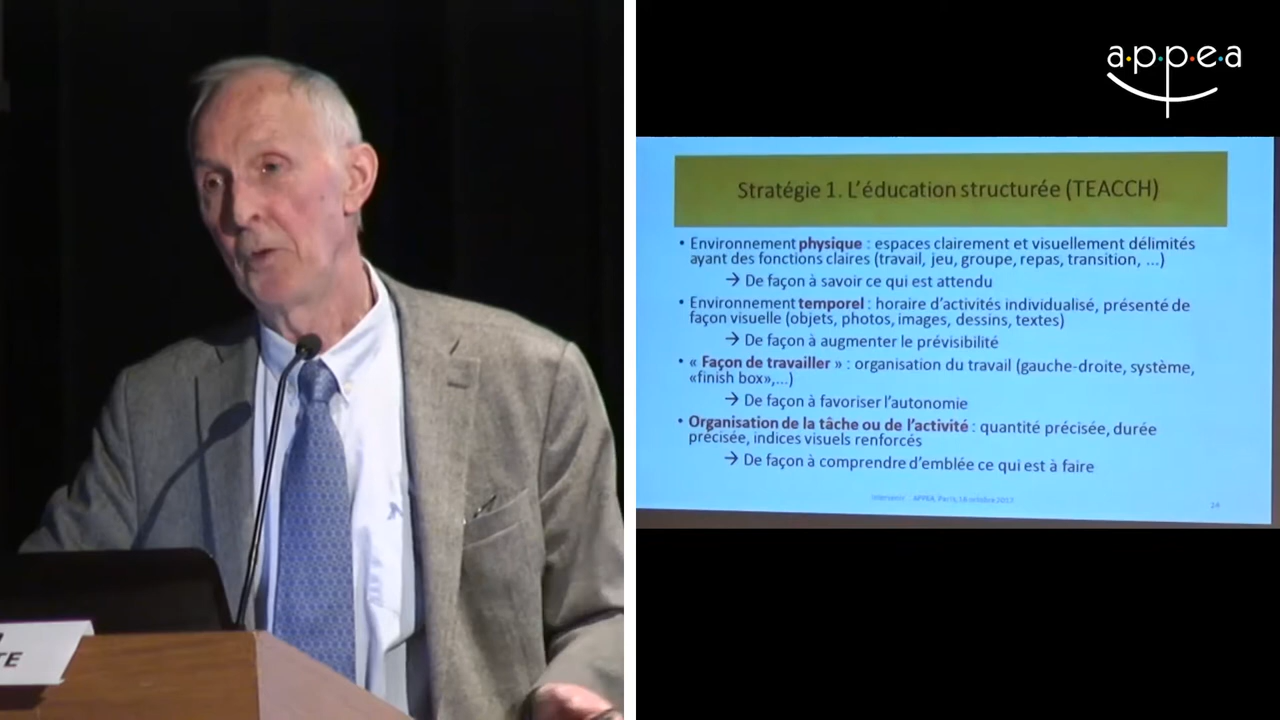 TE
a·p·p·e·a
Stratégie 1. L'éducation structurée (TEACCH)
• Environnement physique : espaces clairement et visuellement délimités
ayant des fonctions claires (travail, jeu, groupe, repas, transition, ...)
→ De façon à savoir ce qui est attendu
• Environnement temporel : horaire d'activités individualisé, présenté de
façon visuelle (objets, photos, images, dessins, textes)
→ De façon à augmenter le prévisibilité
• « Façon de travailler » : organisation du travail (gauche-droite, système,
«finish box»,...)
→ De façon à favoriser l'autonomie
• Organisation de la tâche ou de l'activité : quantité précisée, durée
précisée, indices visuels renforcés
→ De façon à comprendre d'emblée ce qui est à faire
APPEA, Paris, octobre 2017
24